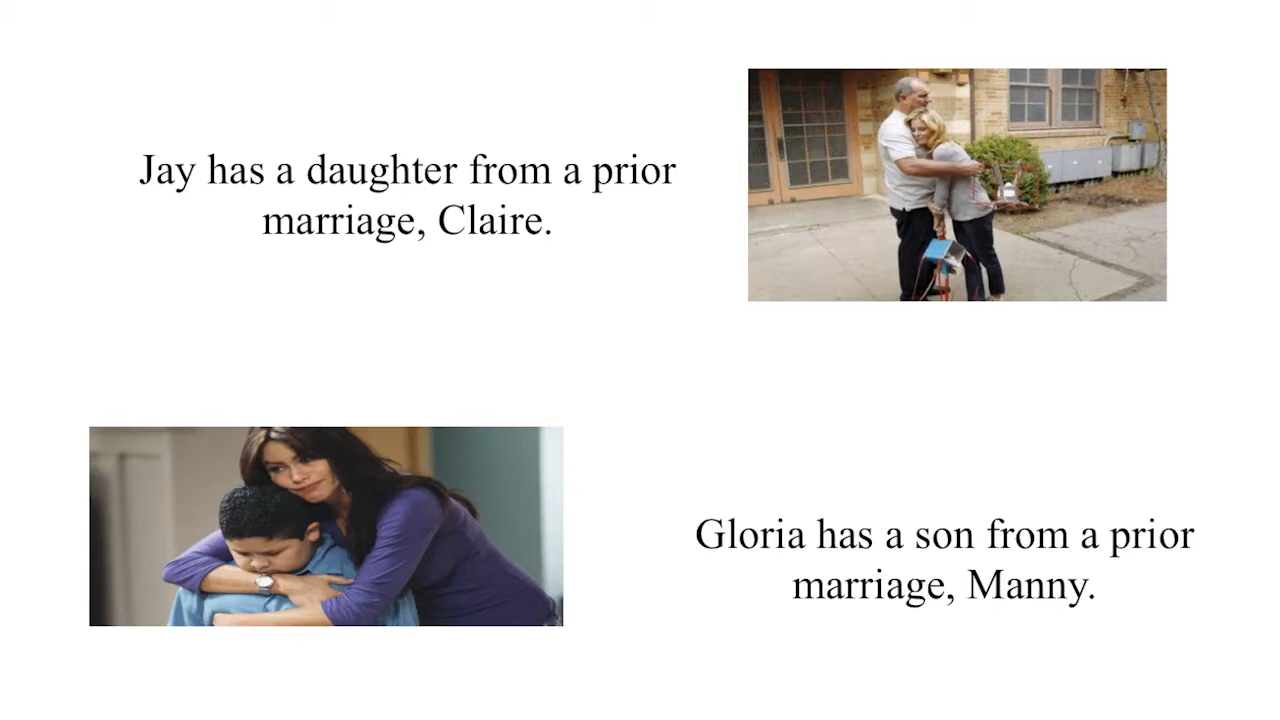 Jay has a daughter from a prior
marriage, Claire.
Gloria has a son from a prior
marriage, Manny.